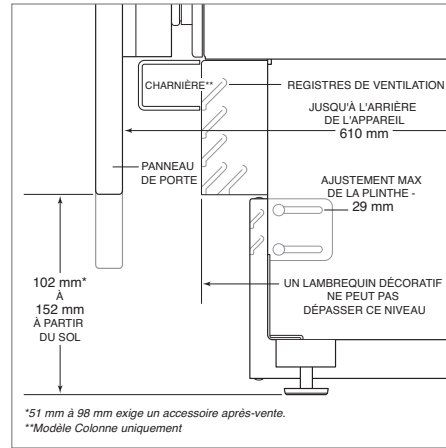 CHARNIÈRE**
REGISTRES DE VENTILATION
JUSQU'À L'ARRIÈRE
DE L'APPAREIL
610 mm
PANNEAU
DE PORTE
AJUSTEMENT MAX
DE LA PLINTHE -
29 mm
102 mm*
À
152 mm
À PARTIR
DU SOL
UN LAMBREQUIN DÉCORATIF
NE PEUT PAS
DÉPASSER CE NIVEAU
*51 mm à 98 mm exige un accessoire après-vente.
**Modèle Colonne uniquement